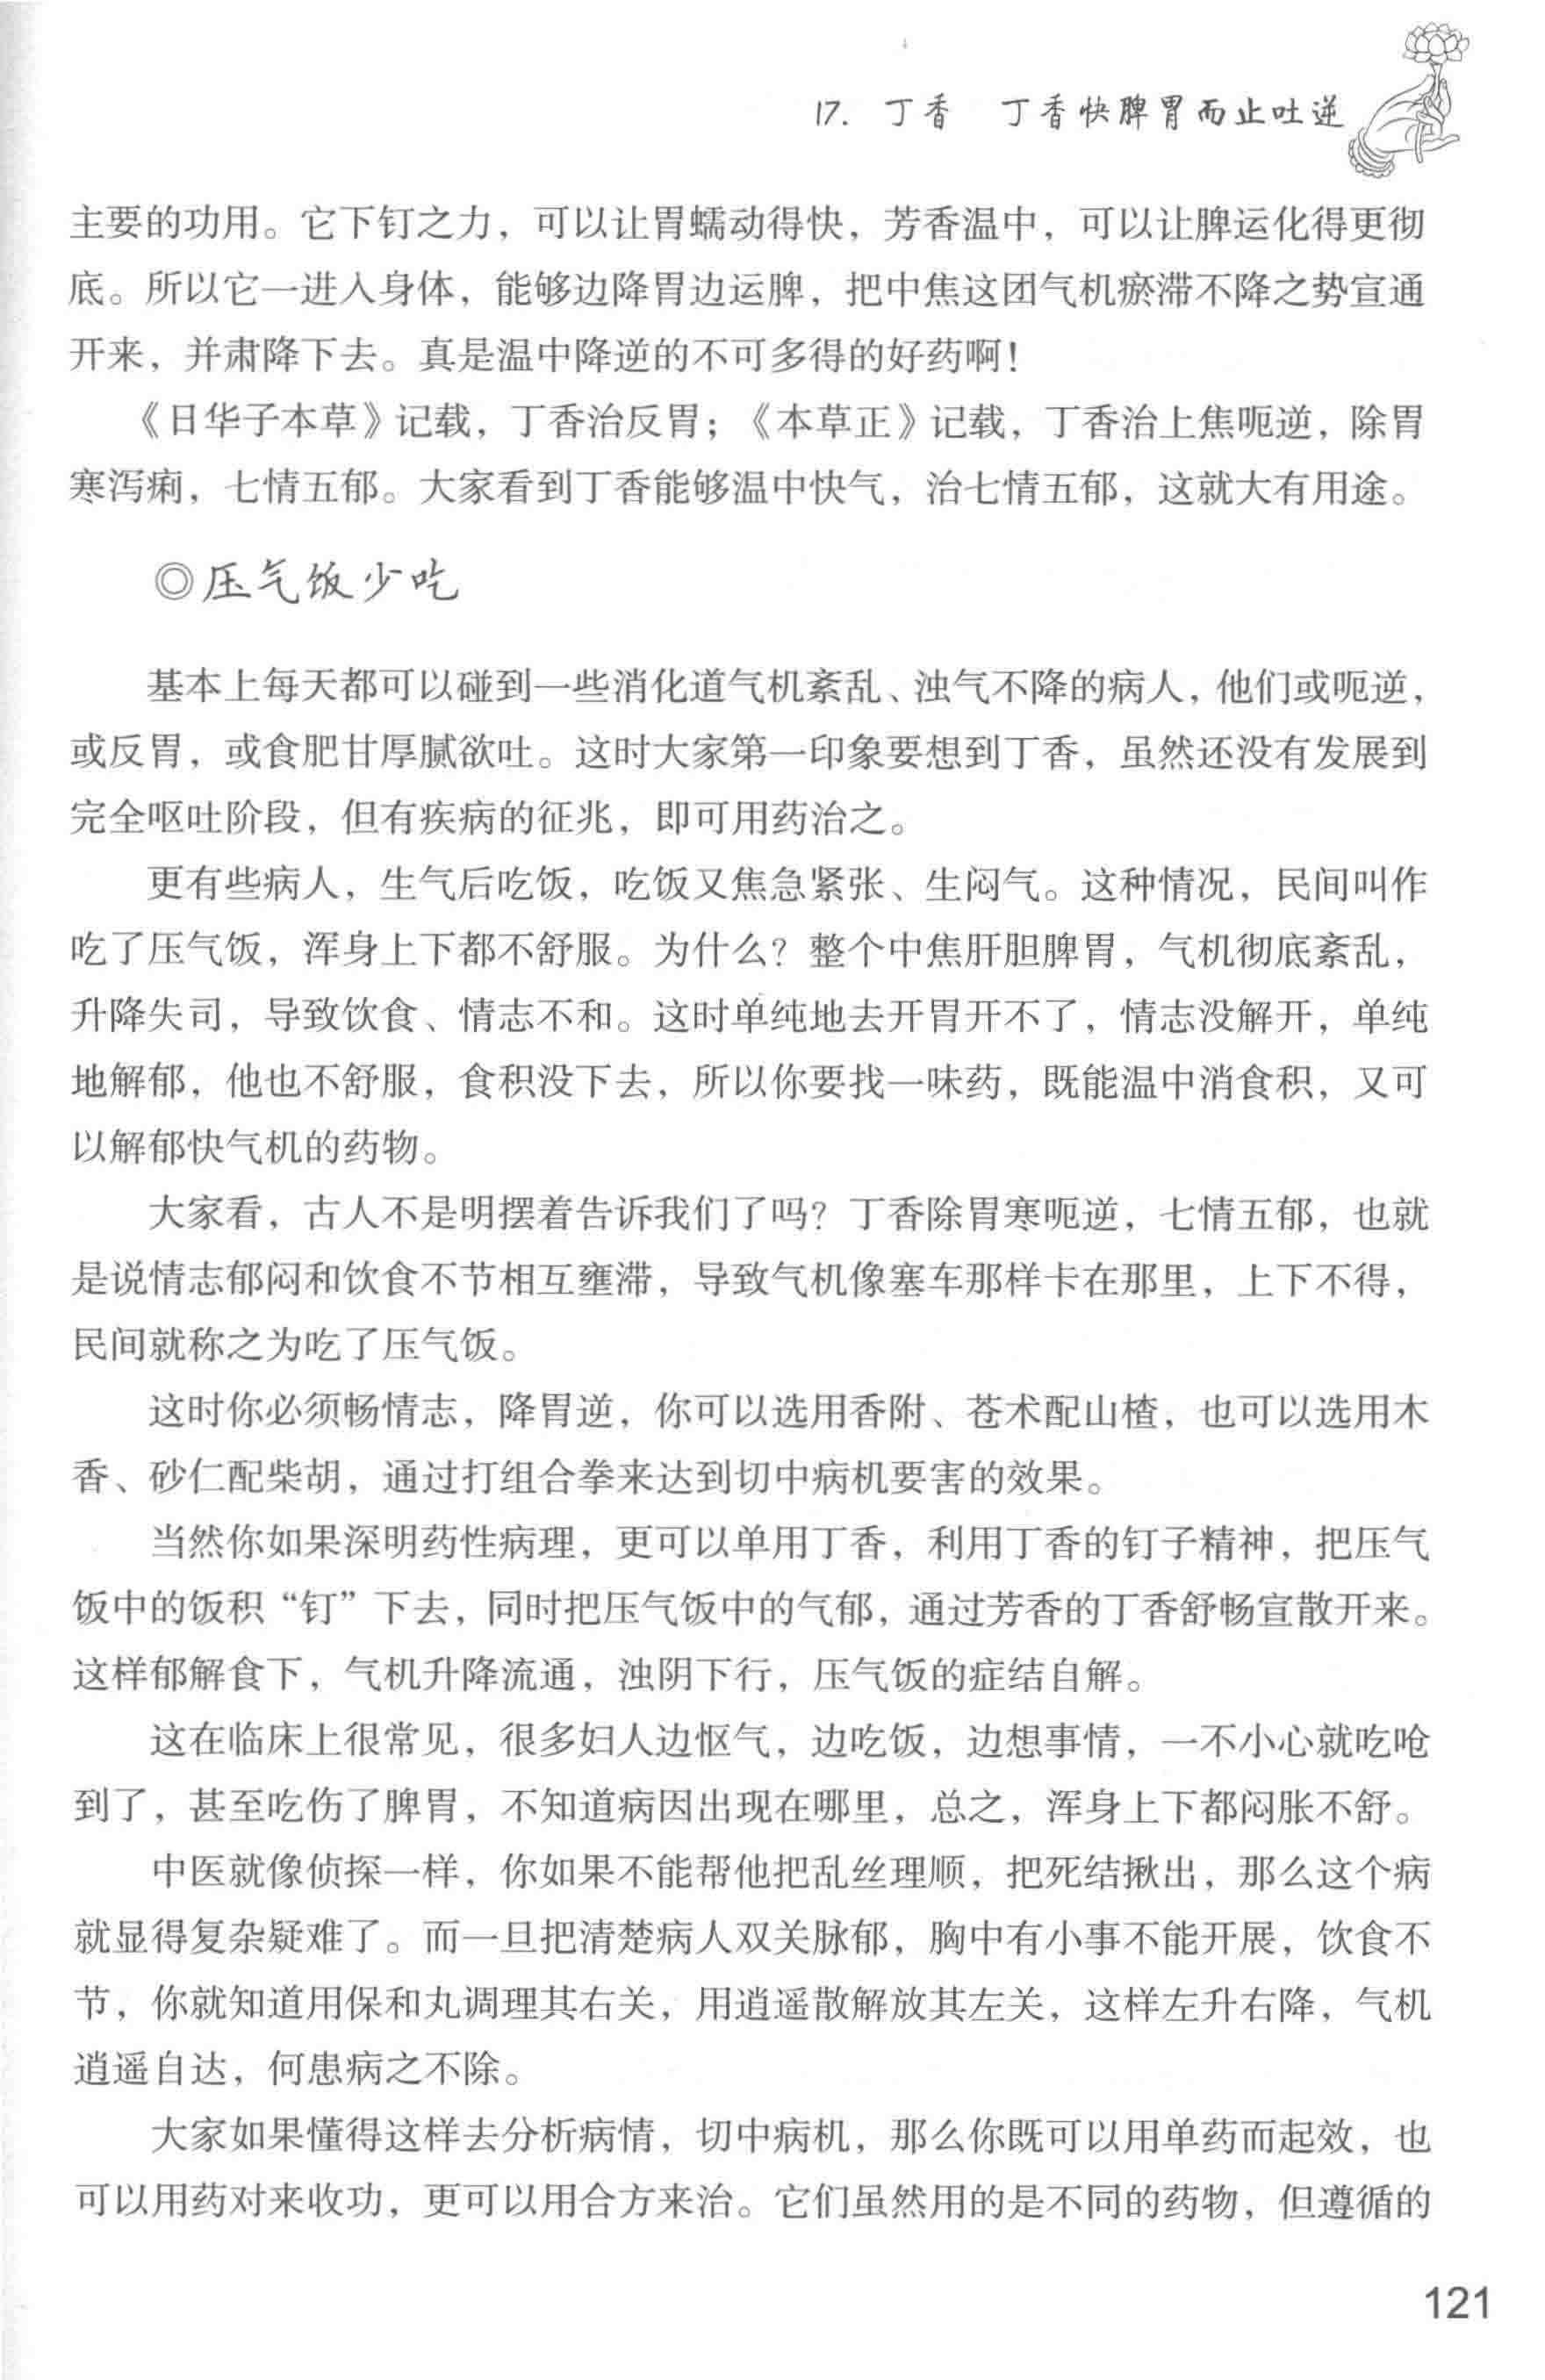 17. 丁香　丁香快脾胃而止吐逆
主要的功用。它下钉之力，可以让胃蠕动得快，芳香温中，可以让脾运化得更彻
底。所以它一进入身体，能够边降胃边运脾，把中焦这团气机瘀滞不降之势宣通
开来，并肃降下去。真是温中降逆的不可多得的好药啊！
《日华子本草》记载，丁香治反胃；《本草正》记载，丁香治上焦呃逆，除胃
寒泻痢，七情五郁。大家看到丁香能够温中快气，治七情五郁，这就大有用途。
◎压气饭少吃
基本上每天都可以碰到一些消化道气机紊乱、浊气不降的病人，他们或呃逆，
或反胃，或食肥甘厚腻欲吐。这时大家第一印象要想到丁香，虽然还没有发展到
完全呕吐阶段，但有疾病的征兆，即可用药治之。
更有些病人，生气后吃饭，吃饭又焦急紧张、生闷气。这种情况，民间叫作
吃了压气饭，浑身上下都不舒服。为什么？整个中焦肝胆脾胃，气机彻底紊乱，
升降失司，导致饮食、情志不和。这时单纯地去开胃开不了，情志没解开，单纯
地解郁，他也不舒服，食积没下去，所以你要找一味药，既能温中消食积，又可
以解郁快气机的药物。
大家看，古人不是明摆着告诉我们了吗？丁香除胃寒呃逆，七情五郁，也就
是说情志郁闷和饮食不节相互壅滞，导致气机像塞车那样卡在那里，上下不得，
民间就称之为吃了压气饭。
这时你必须畅情志，降胃逆，你可以选用香附、苍术配山楂，也可以选用木
香、砂仁配柴胡，通过打组合拳来达到切中病机要害的效果。
当然你如果深明药性病理，更可以单用丁香，利用丁香的钉子精神，把压气
饭中的饭积“钉”下去，同时把压气饭中的气郁，通过芳香的丁香舒畅宣散开来。
这样郁解食下，气机升降流通，浊阴下行，压气饭的症结自解。
这在临床上很常见，很多妇人边怄气，边吃饭，边想事情，一不小心就吃呛
到了，甚至吃伤了脾胃，不知道病因出现在哪里，总之，浑身上下都闷胀不舒。
中医就像侦探一样，你如果不能帮他把乱丝理顺，把死结揪出，那么这个病
就显得复杂疑难了。而一旦把清楚病人双关脉郁，胸中有小事不能开展，饮食不
节，你就知道用保和丸调理其右关，用逍遥散解放其左关，这样左升右降，气机
逍遥自达，何患病之不除。
大家如果懂得这样去分析病情，切中病机，那么你既可以用单药而起效，也
可以用药对来收功，更可以用合方来治。它们虽然用的是不同的药物，但遵循的
121